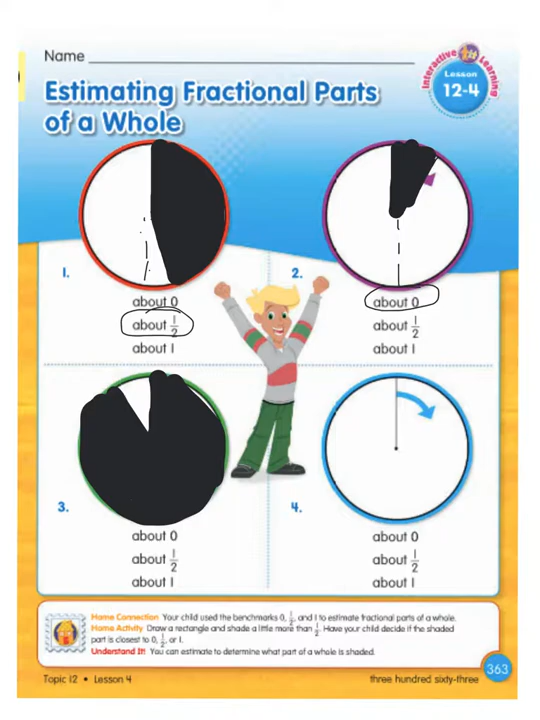 Name
Interactive Learning
Lesson
12-4
Estimating Fractional Parts
of a Whole
1.
about 0
about 1/2
about 1
2.
about 0
about 1/2
about 1
3.
about 0
about 1/2
about 1
4.
about 0
about 1/2
about 1
Home Connection Your child used the benchmarks 0, 1/2, and 1 to estimate fractional parts of a whole.
Home Activity Draw a rectangle and shade a little more than 1/2. Have your child decide if the shaded
part is closest to 0, 1/2, or 1.
Understand It! You can estimate to determine what part of a whole is shaded.
Topic 12 • Lesson 4
three hundred sixty-three
363